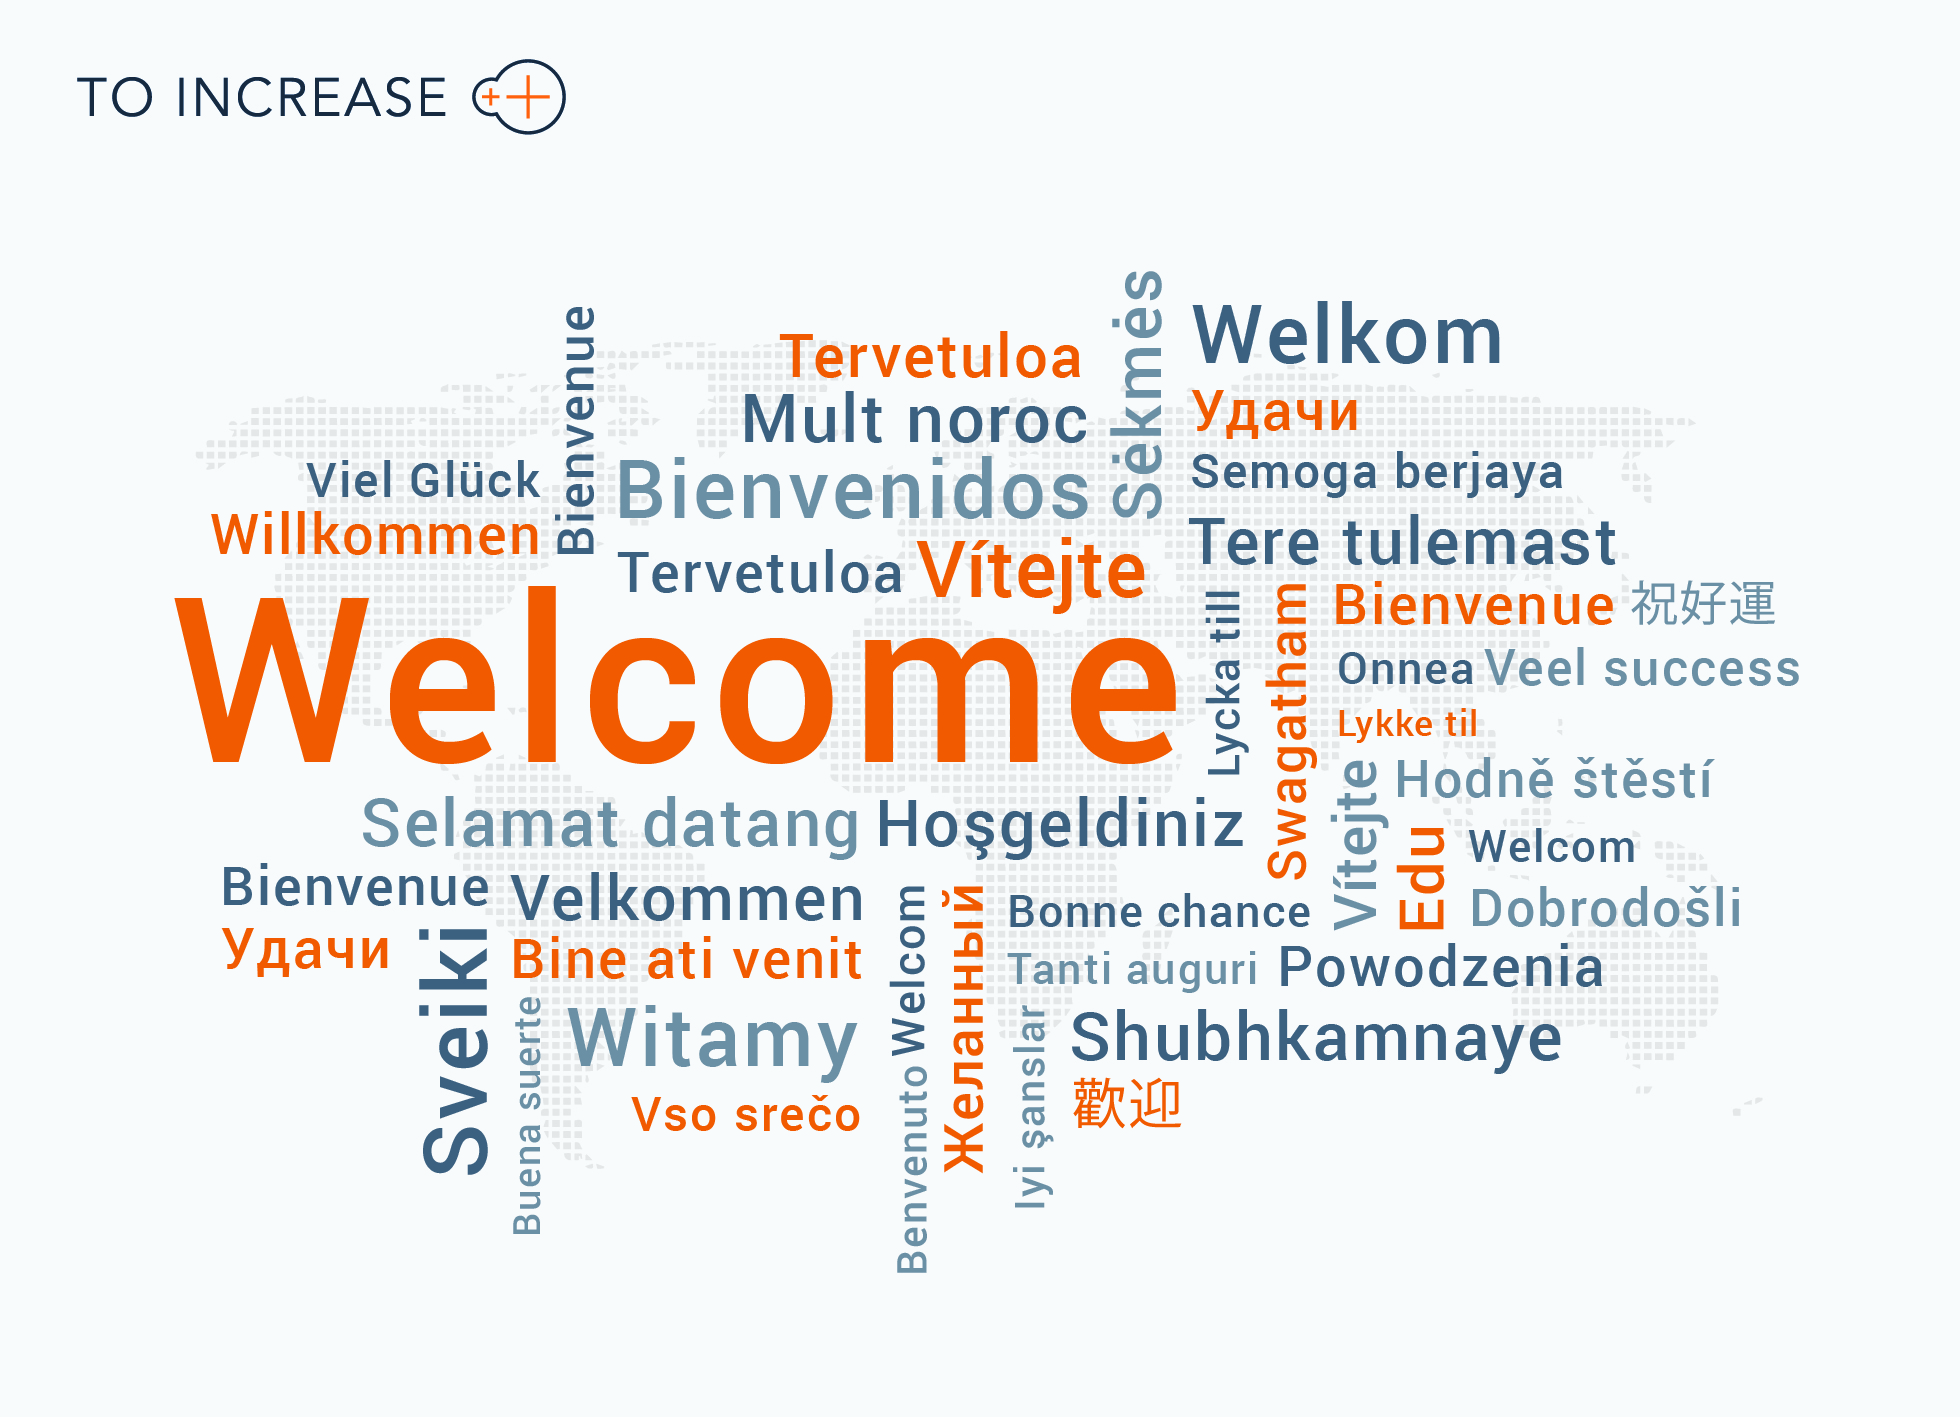 TO INCREASE
Bienvenue
Tervetuloa
Sėkmės
Welkom
Mult noroc
Удачи
Viel Glück
Bienvenidos
Semoga berjaya
Willkommen
Tervetuloa
Vítejte
Tere tulemast
Welcome
Lycka till
Swagatham
Bienvenue
祝好運
Onnea
Veel success
Lykke til
Vítejte
Hodně štěstí
Selamat datang
Hoşgeldiniz
Edu
Welcom
Bienvenue
Velkommen
Welcom
Желанный
Bonne chance
Dobrodošli
Удачи
Sveiki
Bine ati venit
Tanti auguri
Powodzenia
Buena suerte
Witamy
Benvenuto
Iyi şanslar
Shubhkamnaye
Vso srečo
歡迎